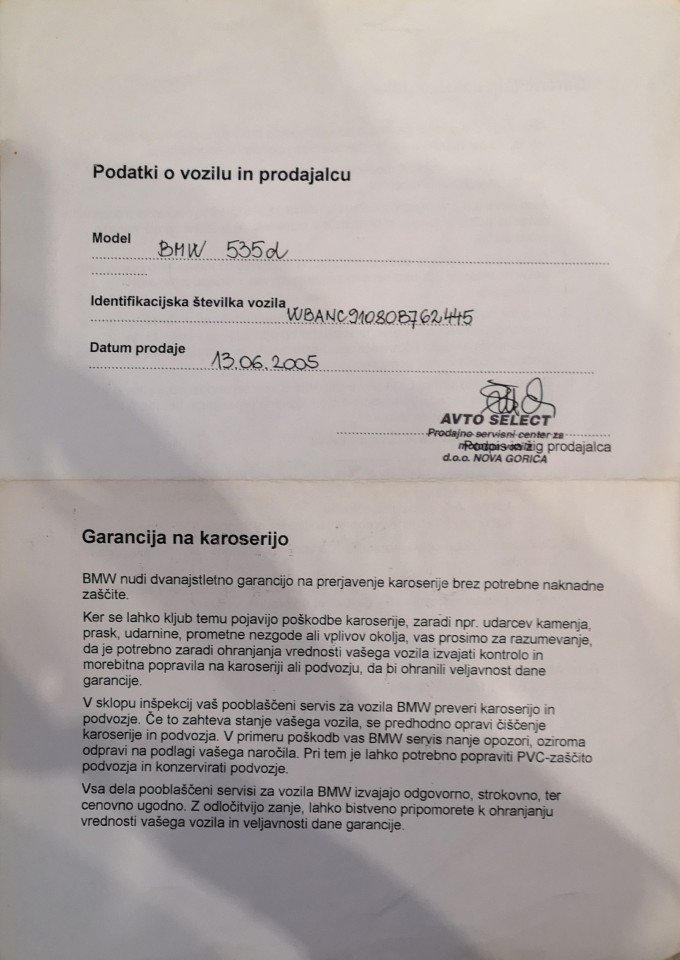 Podatki o vozilu in prodajalcu
Model BMW 535d
Identifikacijska številka vozila WBANC91080B762445
Datum prodaje 13.06.2005
AVTO SELECT
Prodajno servisni center za
Podpis in žig prodajalca
d.o.o. NOVA GORICA
Garancija na karoserijo
BMW nudi dvanajstletno garancijo na prerjavenje karoserije brez potrebne naknadne
zaščite.
Ker se lahko kljub temu pojavijo poškodbe karoserije, zaradi npr. udarcev kamenja,
prask, udarnine, prometne nezgode ali vplivov okolja, vas prosimo za razumevanje,
da je potrebno zaradi ohranjanja vrednosti vašega vozila izvajati kontrolo in
morebitna popravila na karoseriji ali podvozju, da bi ohranili veljavnost dane
garancije.
V sklopu inšpekcij vaš pooblaščeni servis za vozila BMW preveri karoserijo in
podvozje. Če to zahteva stanje vašega vozila, se predhodno opravi čiščenje
karoserije in podvozja. V primeru poškodb vas BMW servis nanje opozori, oziroma
odpravi na podlagi vašega naročila. Pri tem je lahko potrebno popraviti PVC-zaščito
podvozja in konzervirati podvozje.
Vsa dela pooblaščeni servisi za vozila BMW izvajajo odgovorno, strokovno, ter
cenovno ugodno. Z odločitvijo zanje, lahko bistveno pripomorete k ohranjanju
vrednosti vašega vozila in veljavnosti dane garancije.